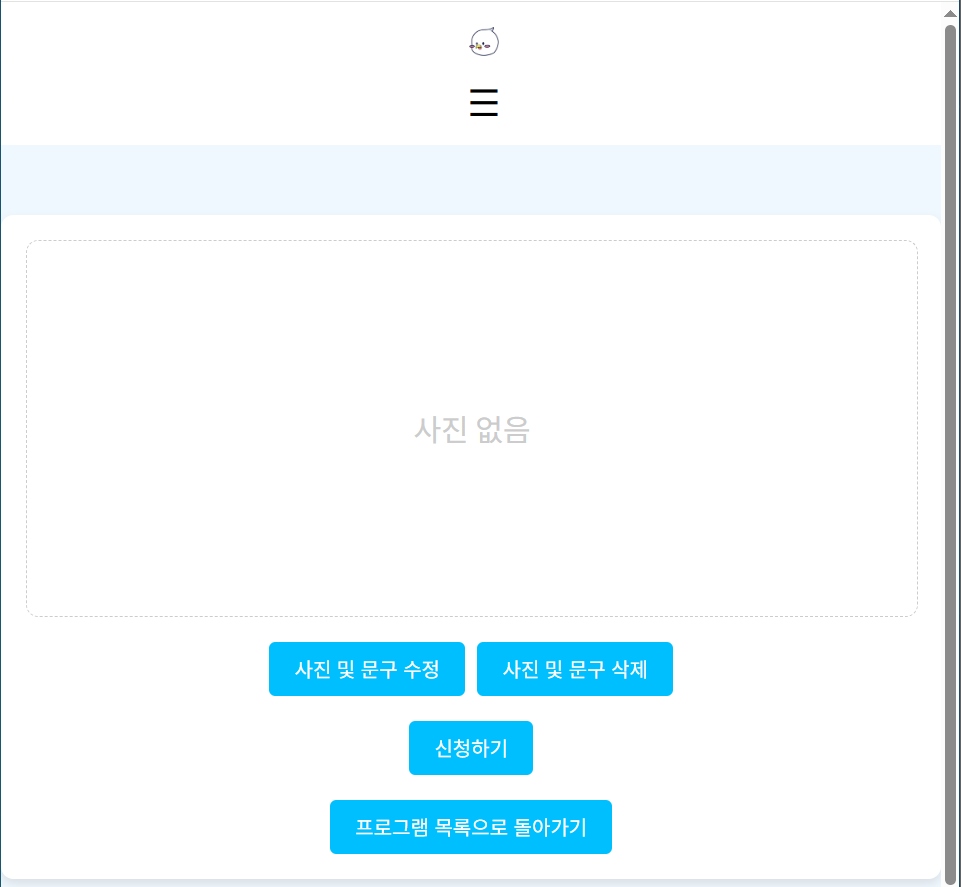 사진 없음
사진 및 문구 수정 사진 및 문구 삭제
신청하기
프로그램 목록으로 돌아가기